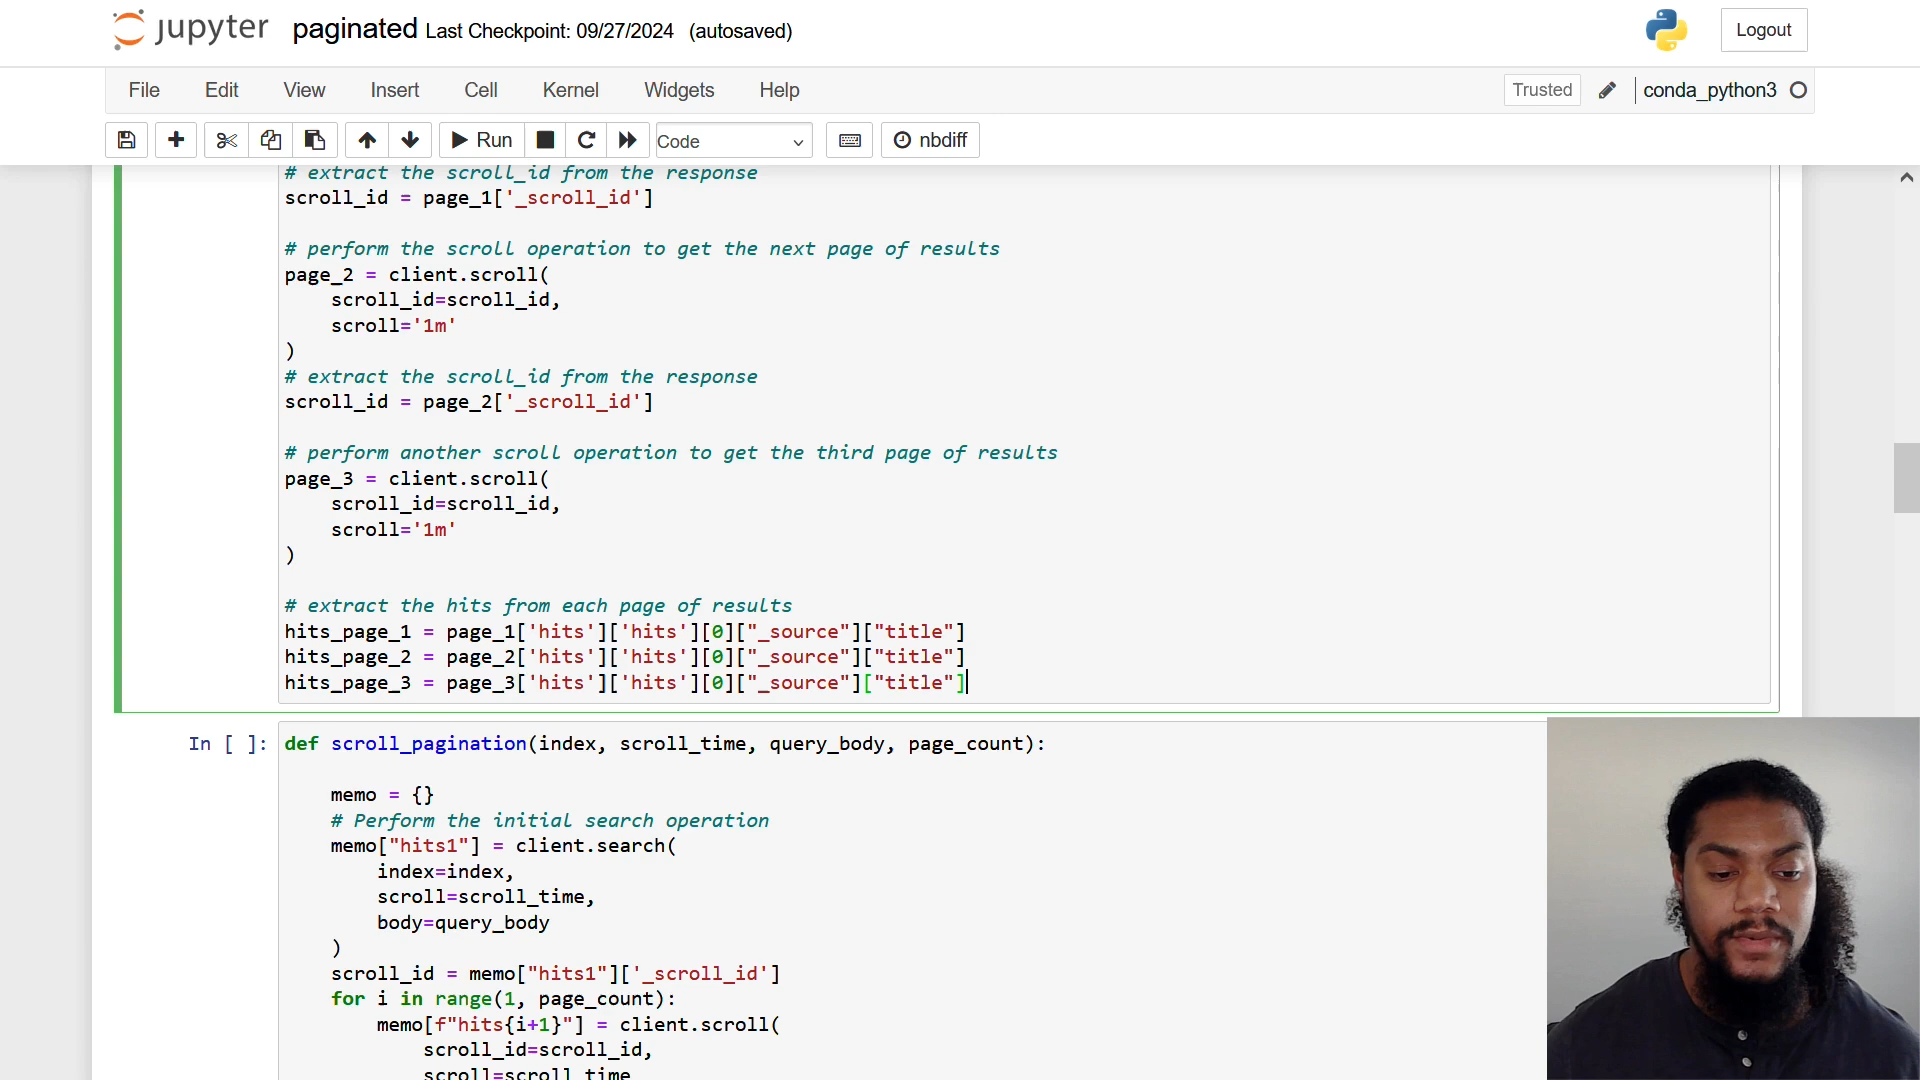 jupyter paginated Last Checkpoint: 09/27/2024 (autosaved) Logout
File Edit View Insert Cell Kernel Widgets Help Trusted conda_python3
Run Code nbdiff
# extract the scroll_id from the response
scroll_id = page_1['_scroll_id']
# perform the scroll operation to get the next page of results
page_2 = client.scroll(
    scroll_id=scroll_id,
    scroll='1m'
)
# extract the scroll_id from the response
scroll_id = page_2['_scroll_id']
# perform another scroll operation to get the third page of results
page_3 = client.scroll(
    scroll_id=scroll_id,
    scroll='1m'
)
# extract the hits from each page of results
hits_page_1 = page_1['hits']['hits'][0]["_source"]["title"]
hits_page_2 = page_2['hits']['hits'][0]["_source"]["title"]
hits_page_3 = page_3['hits']['hits'][0]["_source"]["title"]
In [ ]: def scroll_pagination(index, scroll_time, query_body, page_count):
    memo = {}
    # Perform the initial search operation
    memo["hits1"] = client.search(
        index=index,
        scroll=scroll_time,
        body=query_body
    )
    scroll_id = memo["hits1"]['_scroll_id']
    for i in range(1, page_count):
        memo[f"hits{i+1}"] = client.scroll(
            scroll_id=scroll_id,
            scroll=scroll_time